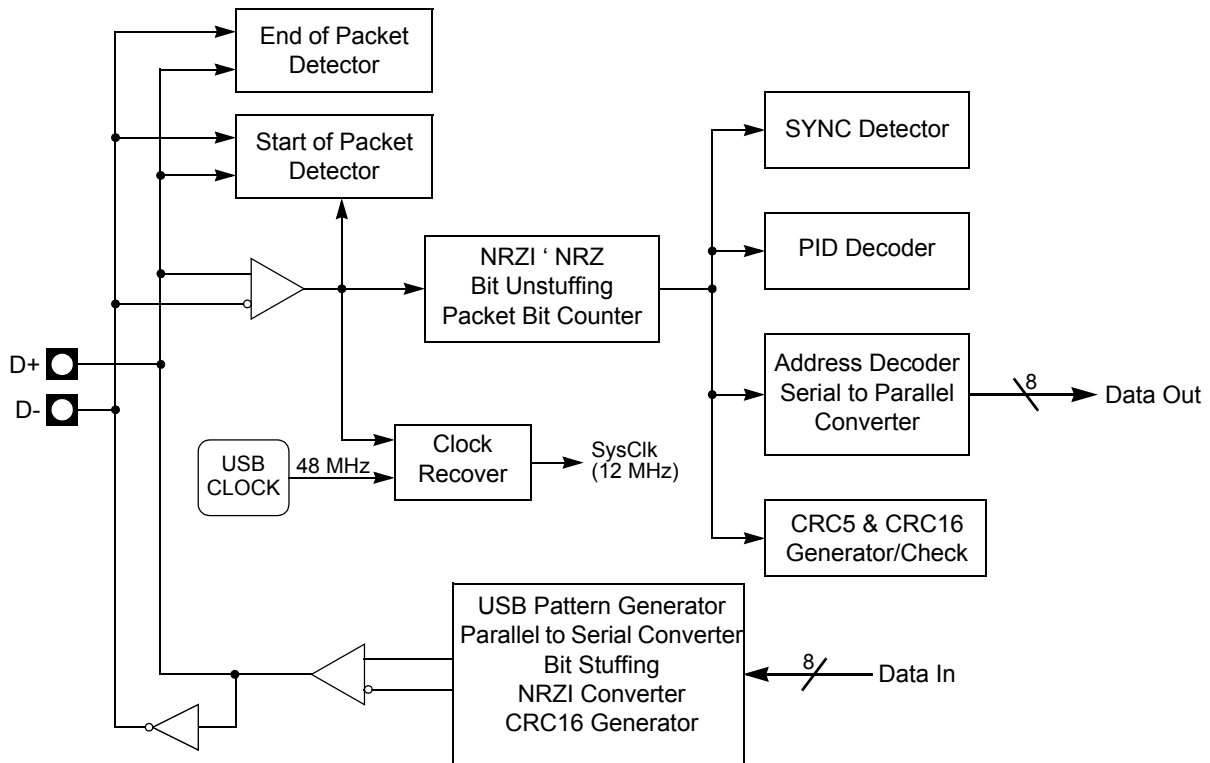 End of Packet
Detector
Start of Packet
Detector
SYNC Detector
NRZI ‘ NRZ
Bit Unstuffing
Packet Bit Counter
PID Decoder
D+
D-
Address Decoder
Serial to Parallel
Converter
8
Data Out
USB
CLOCK
48 MHz
Clock
Recover
SysClk
(12 MHz)
CRC5 & CRC16
Generator/Check
USB Pattern Generator
Parallel to Serial Converter
Bit Stuffing
NRZI Converter
CRC16 Generator
8
Data In